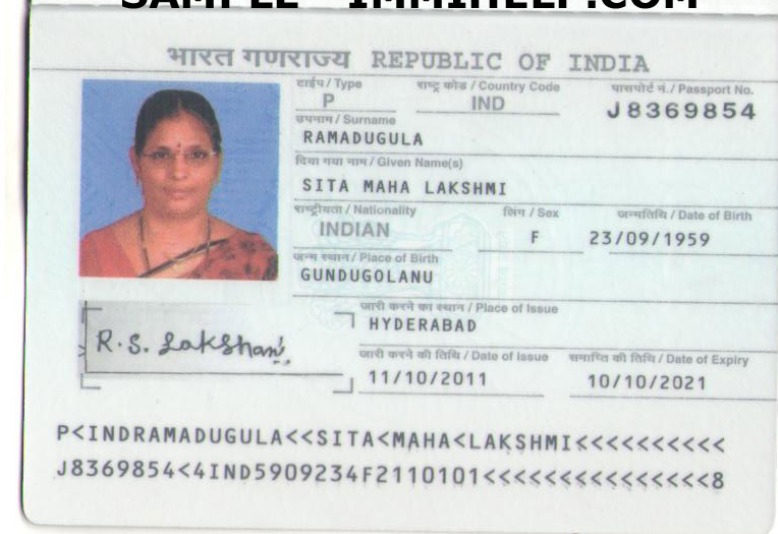 SAMPLE - IMMIHELP.COM
भारत गणराज्य REPUBLIC OF INDIA
टाईप / Type राष्ट्र कोड / Country Code पासपोर्ट नं. / Passport No.
P IND J8369854
उपनाम / Surname
RAMADUGULA
दिया गया नाम / Given Name(s)
SITA MAHA LAKSHMI
राष्ट्रीयता / Nationality लिंग / Sex जन्मतिथि / Date of Birth
INDIAN F 23/09/1959
जन्म स्थान / Place of Birth
GUNDUGOLANU
जारी करने का स्थान / Place of Issue
HYDERABAD
R.S. Lakshmi
जारी करने की तिथि / Date of Issue समाप्ति की तिथि / Date of Expiry
11/10/2011 10/10/2021
P<INDRAMADUGULA<<SITA<MAHA<LAKSHMI<<<<<<<<<<
J8369854<4IND5909234F2110101<<<<<<<<<<<<<<<8